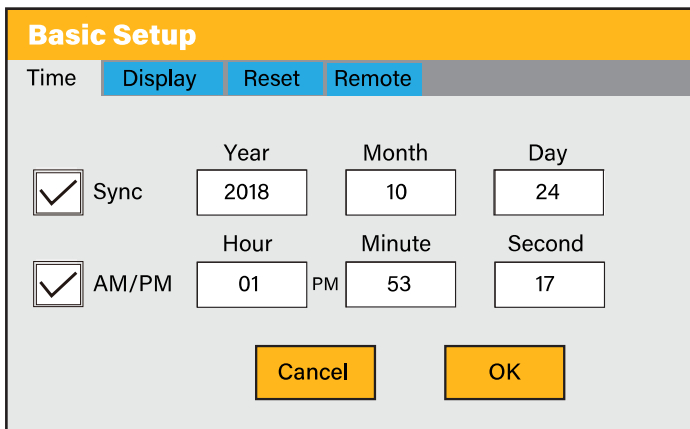 Basic Setup
Time Display Reset Remote
Year Month Day
Sync 2018 10 24
Hour Minute Second
AM/PM 01 PM 53 17
Cancel OK